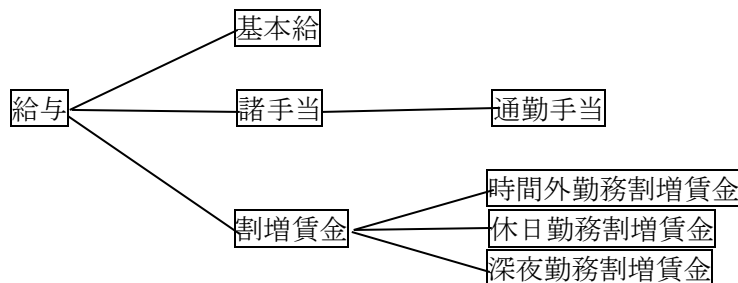 基本給
給与
諸手当
通勤手当
時間外勤務割増賃金
割増賃金
休日勤務割増賃金
深夜勤務割増賃金